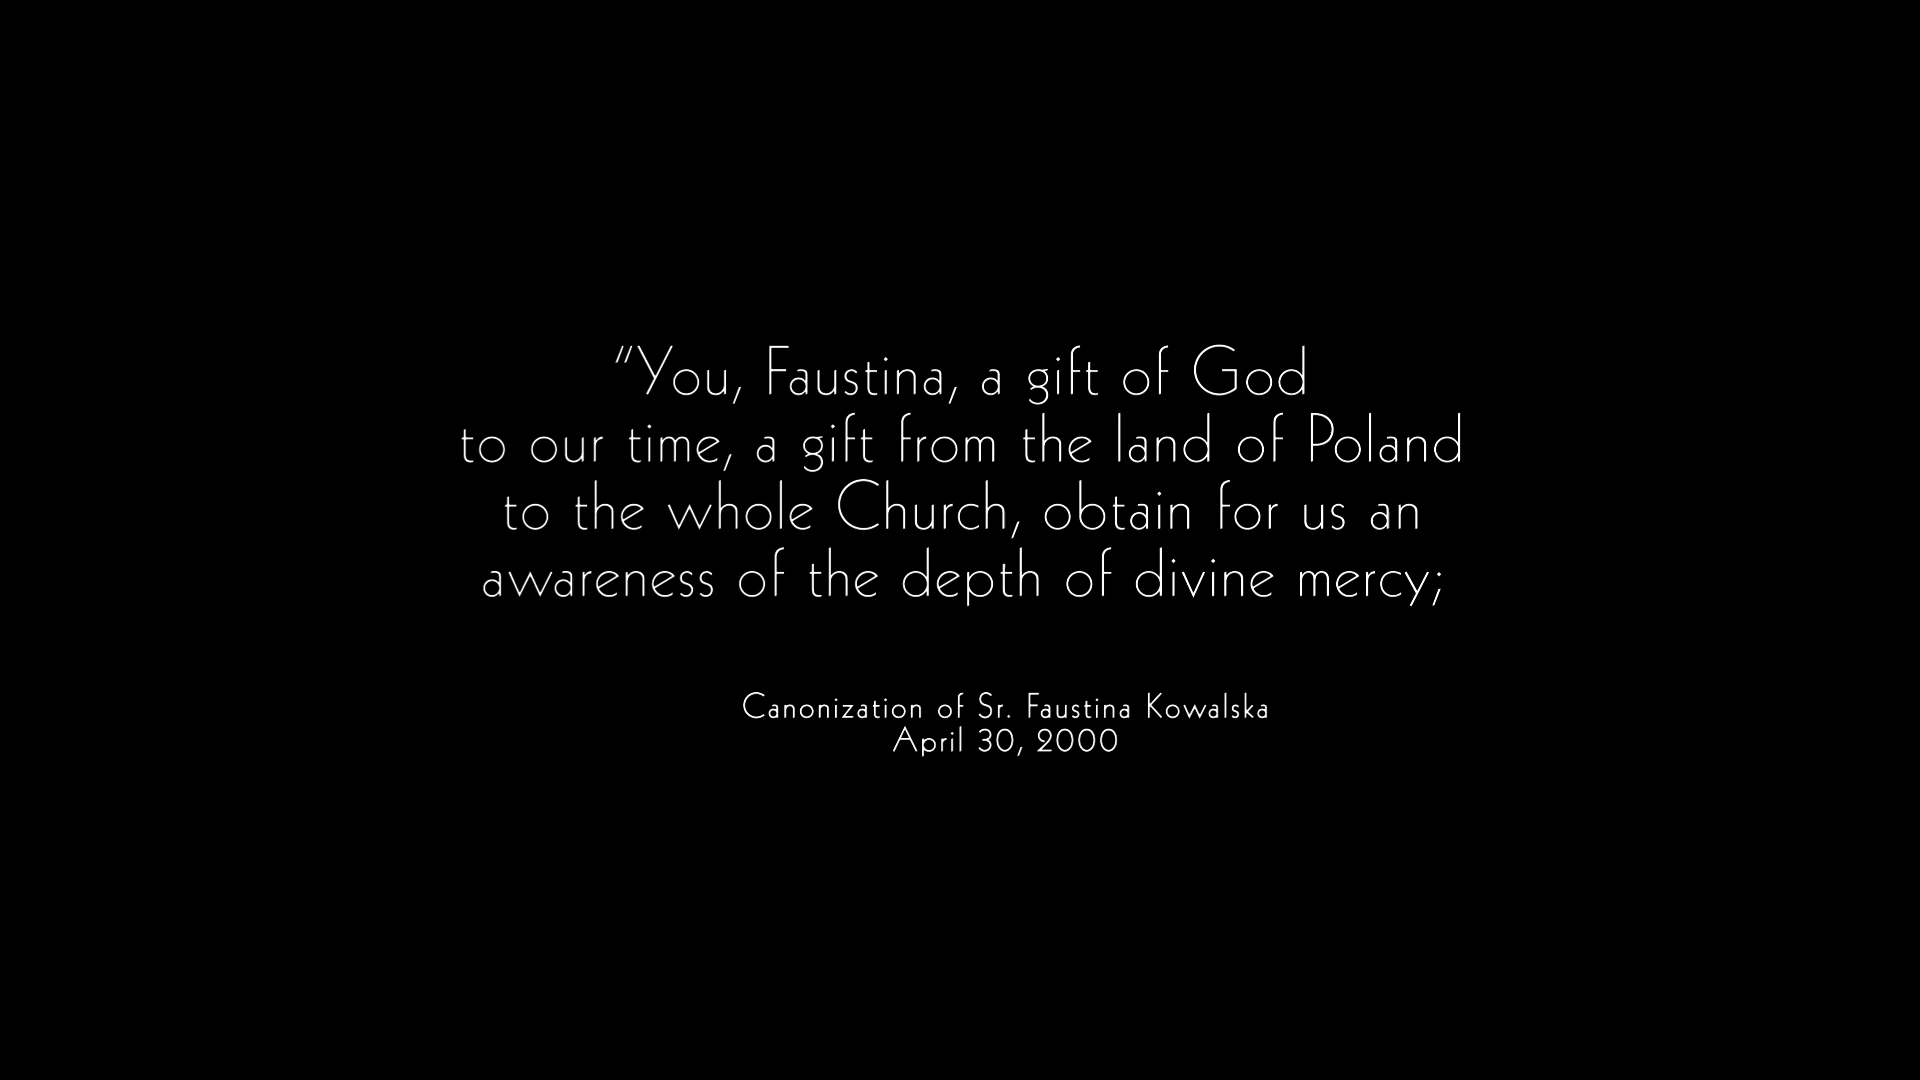 “You, Faustina, a gift of God
to our time, a gift from the land of Poland
to the whole Church, obtain for us an
awareness of the depth of divine mercy;
Canonization of Sr. Faustina Kowalska
April 30, 2000